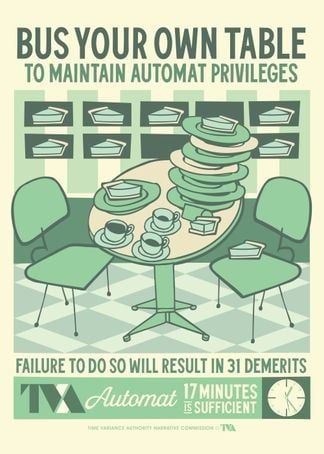 BUS YOUR OWN TABLE
TO MAINTAIN AUTOMAT PRIVILEGES
FAILURE TO DO SO WILL RESULT IN 31 DEMERITS
TVA Automat 17 MINUTES
IS SUFFICIENT
TIME VARIANCE AUTHORITY NARRATIVE COMMISSION TVA